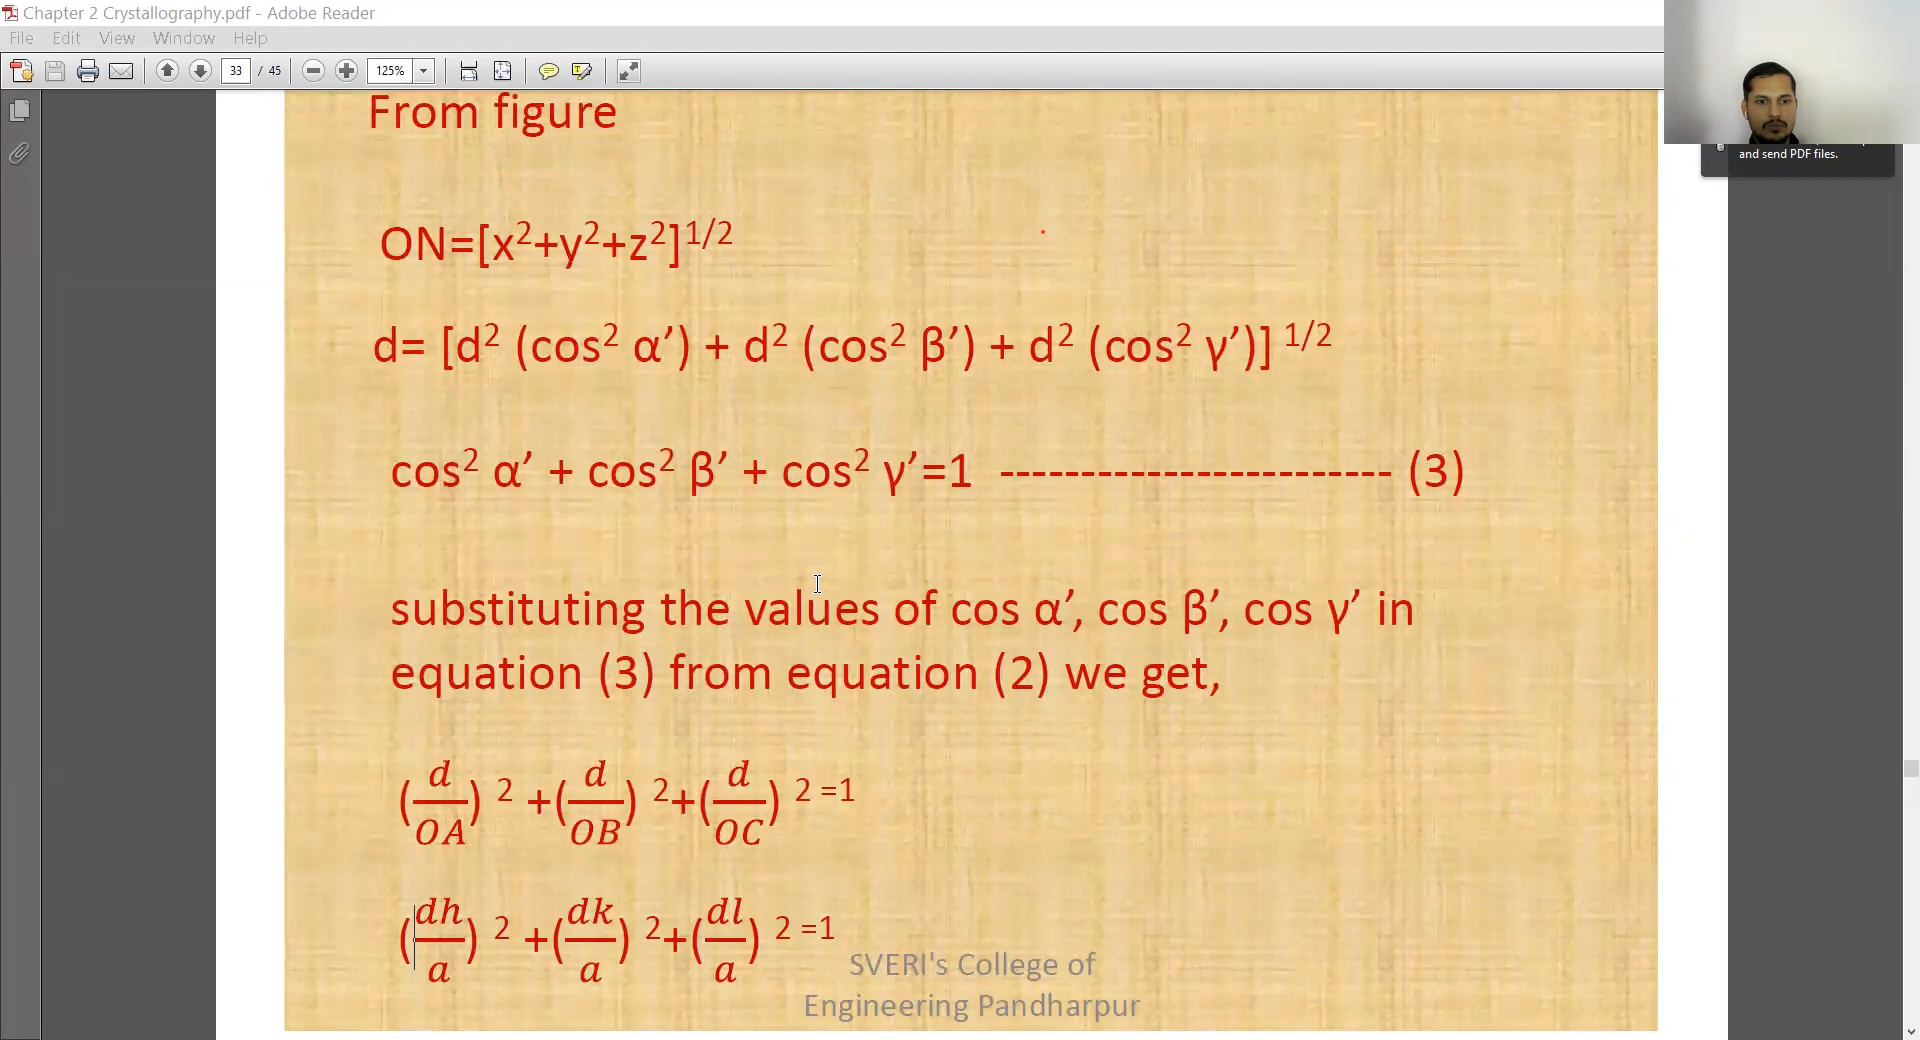 Chapter 2 Crystallography.pdf - Adobe Reader
File Edit View Window Help
33 / 45 125%
and send PDF files.
From figure
ON=[x²+y²+z²]^1/2
d= [d² (cos² α’) + d² (cos² β’) + d² (cos² γ’)] ^1/2
cos² α’ + cos² β’ + cos² γ’=1 ------------------------ (3)
substituting the values of cos α’, cos β’, cos γ’ in
equation (3) from equation (2) we get,
(d/OA) ² +(d/OB) ²+(d/OC) ² =1
(dh/a) ² +(dk/a) ²+(dl/a) ² =1
SVERI's College of
Engineering Pandharpur